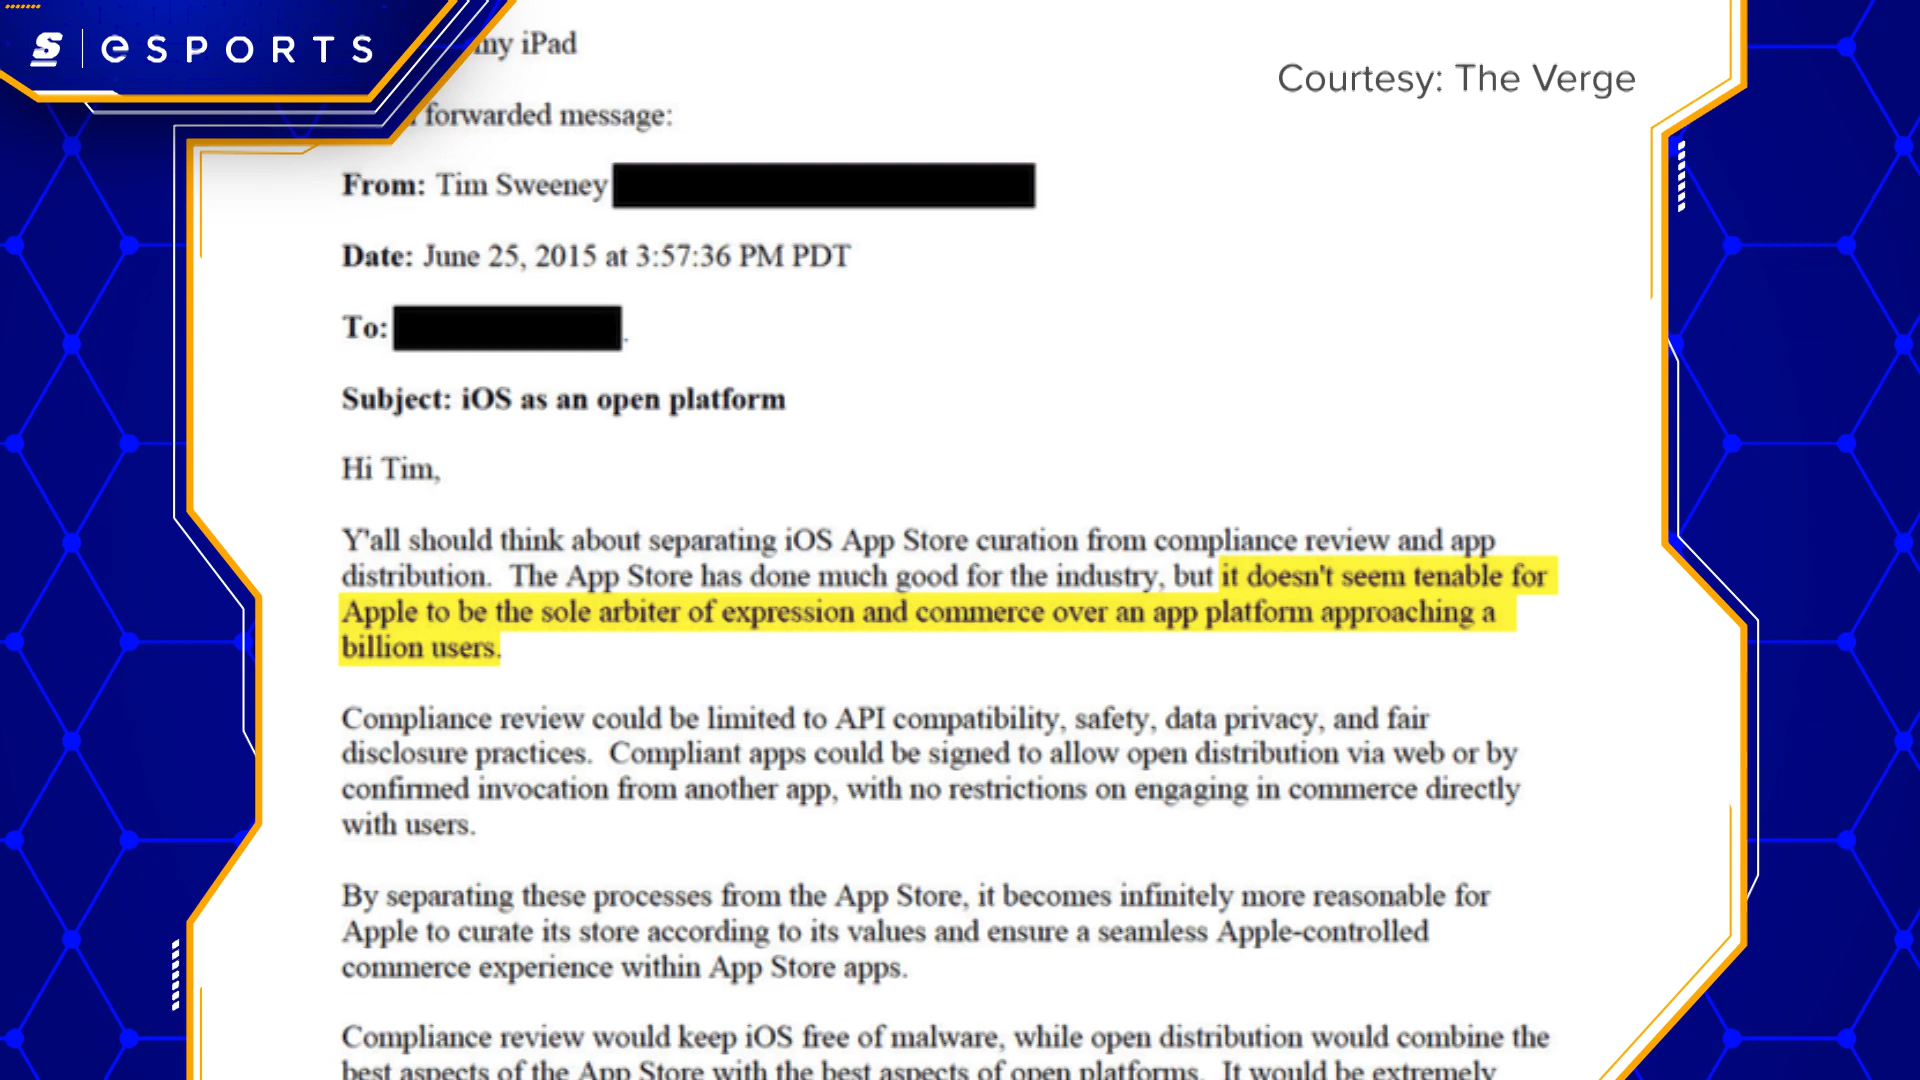 S | eSPORTS
my iPad
Courtesy: The Verge
forwarded message:
From: Tim Sweeney
Date: June 25, 2015 at 3:57:36 PM PDT
To:
Subject: iOS as an open platform
Hi Tim,
Y'all should think about separating iOS App Store curation from compliance review and app
distribution.  The App Store has done much good for the industry, but it doesn't seem tenable for
Apple to be the sole arbiter of expression and commerce over an app platform approaching a
billion users.
Compliance review could be limited to API compatibility, safety, data privacy, and fair
disclosure practices.  Compliant apps could be signed to allow open distribution via web or by
confirmed invocation from another app, with no restrictions on engaging in commerce directly
with users.
By separating these processes from the App Store, it becomes infinitely more reasonable for
Apple to curate its store according to its values and ensure a seamless Apple-controlled
commerce experience within App Store apps.
Compliance review would keep iOS free of malware, while open distribution would combine the
best aspects of the App Store with the best aspects of open platforms.  It would be extremely